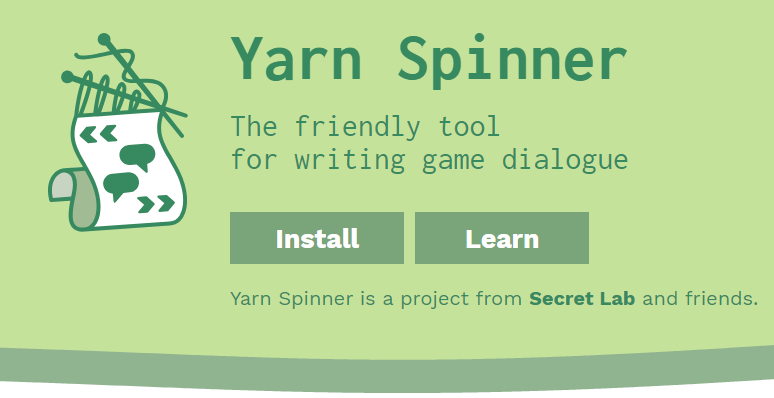 Yarn Spinner
The friendly tool
for writing game dialogue
Install
Learn
Yarn Spinner is a project from Secret Lab and friends.